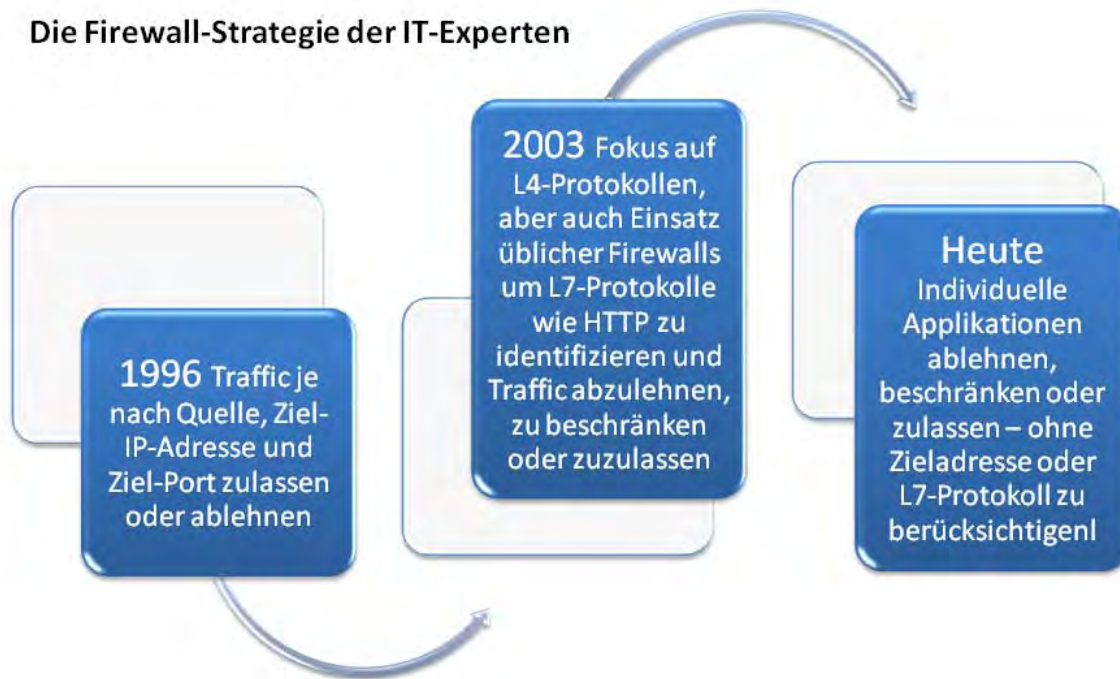 Die Firewall-Strategie der IT-Experten
1996 Traffic je
nach Quelle, Ziel-
IP-Adresse und
Ziel-Port zulassen
oder ablehnen
2003 Fokus auf
L4-Protokollen,
aber auch Einsatz
üblicher Firewalls
um L7-Protokolle
wie HTTP zu
identifizieren und
Traffic abzulehnen,
zu beschränken
oder zuzulassen
Heute
Individuelle
Applikationen
ablehnen,
beschränken oder
zulassen – ohne
Zieladresse oder
L7-Protokoll zu
berücksichtigenl